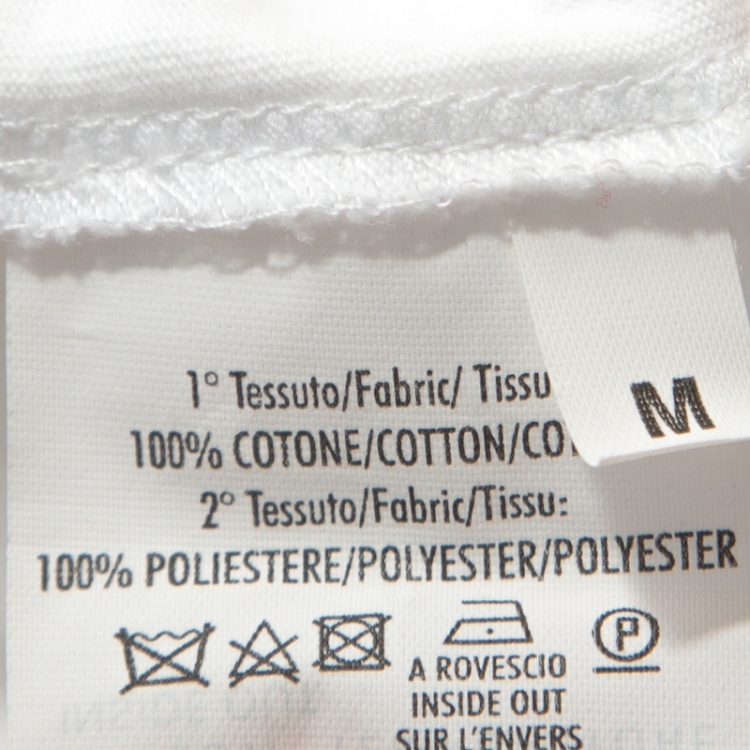 1° Tessuto/Fabric/ Tissu
M
100% COTONE/COTTON/CO
2° Tessuto/Fabric/Tissu:
100% POLIESTERE/POLYESTER/POLYESTER
P
A ROVESCIO
INSIDE OUT
SUR L'ENVERS